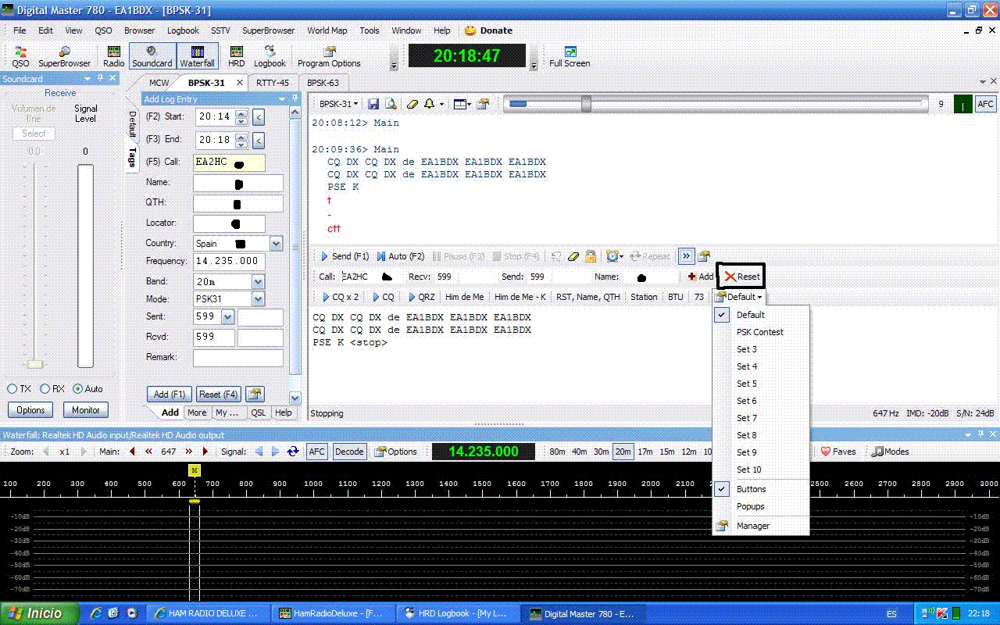 Digital Master 780 - EA1BDX - [BPSK-31]
File Edit View QSO Browser Logbook SSTV SuperBrowser World Map Tools Window Help Donate
QSO SuperBrowser Radio Soundcard Waterfall HRD Logbook Program Options 20:18:47 Full Screen
Soundcard
Receive
Volumen de line
Signal Level
Select
0.0 0
TX RX Auto
Options Monitor
MCW BPSK-31 RTTY-45 BPSK-63
Default
Tags
Add Log Entry
(F2) Start: 20:14 <
(F3) End: 20:18 <
(F5) Call: EA2HC
Name:
QTH:
Locator:
Country: Spain
Frequency: 14.235.000
Band: 20m
Mode: PSK31
Sent: 599
Rcvd: 599
Remark:
Add (F1) Reset (F4)
Add More My ... QSL Help
BPSK-31 9 AFC
20:08:12> Main
20:09:36> Main
CQ DX CQ DX de EA1BDX EA1BDX EA1BDX
CQ DX CQ DX de EA1BDX EA1BDX EA1BDX
PSE K
†
-
c††
Send (F1) Auto (F2) Pause (F3) Stop (F4) Repeat »
Call: EA2HC Recv: 599 Send: 599 Name: Add Reset
CQ x 2 CQ QRZ Him de Me Him de Me - K RST, Name, QTH Station BTU 73 Default
CQ DX CQ DX de EA1BDX EA1BDX EA1BDX
CQ DX CQ DX de EA1BDX EA1BDX EA1BDX
PSE K <stop>
Default
PSK Contest
Set 3
Set 4
Set 5
Set 6
Set 7
Set 8
Set 9
Set 10
Buttons
Popups
Manager
Stopping 647 Hz IMD: -20dB S/N: 24dB
Waterfall: Realtek HD Audio input/Realtek HD Audio output
Zoom: x1 Main: « 647 » Signal: AFC Decode Options 14.235.000 80m 40m 30m 20m 17m 15m 12m 10 Faves Modes
M
100 200 300 400 500 600 700 800 900 1000 1100 1200 1300 1400 1500 1600 1700 1800 1900 2000 2100 2500 2600 2700 2800 2900 3000
-10dB -10dB
-20dB -20dB
-30dB -30dB
-40dB -40dB
-50dB -50dB
-60dB -60dB
-70dB -70dB
Inicio HAM RADIO DELUXE ... HamRadioDeluxe - [F... HRD Logbook - [My L... Digital Master 780 - E... ES 22:18